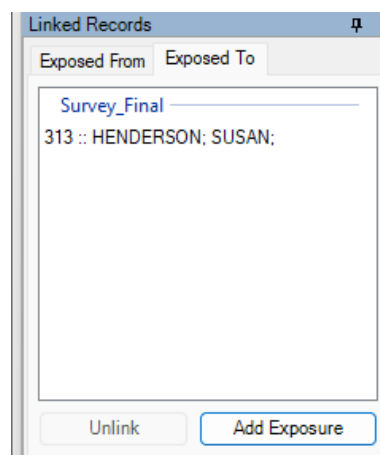 Linked Records
Exposed From Exposed To
Survey_Final
313 :: HENDERSON; SUSAN;
Unlink Add Exposure